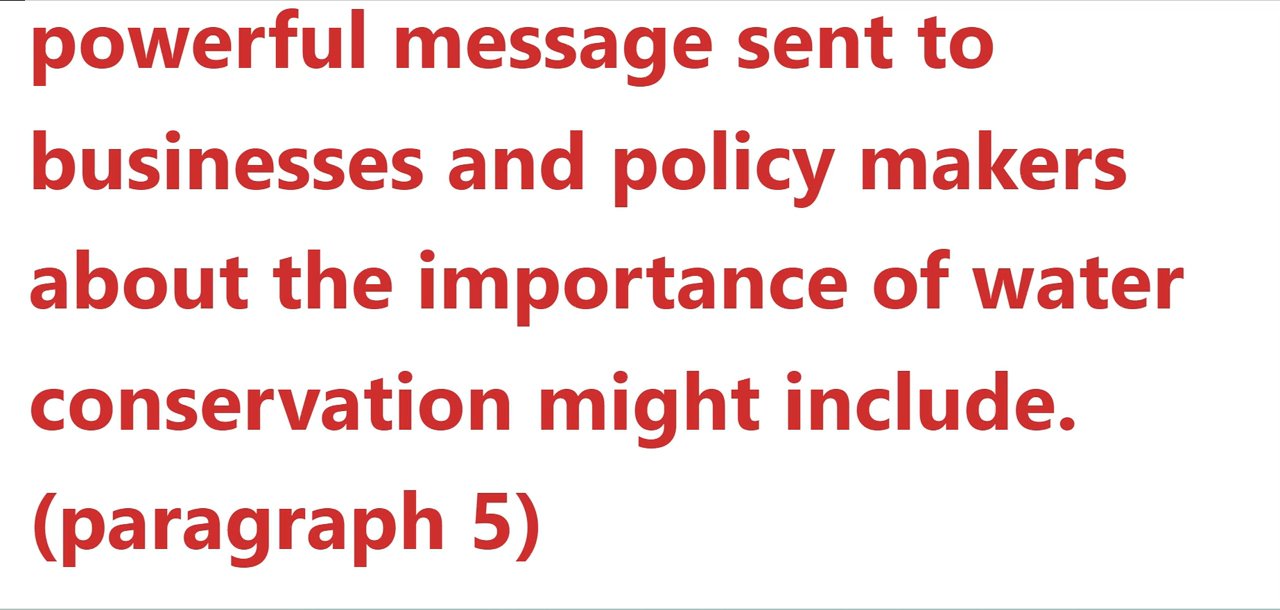 powerful message sent to
businesses and policy makers
about the importance of water
conservation might include.
(paragraph 5)